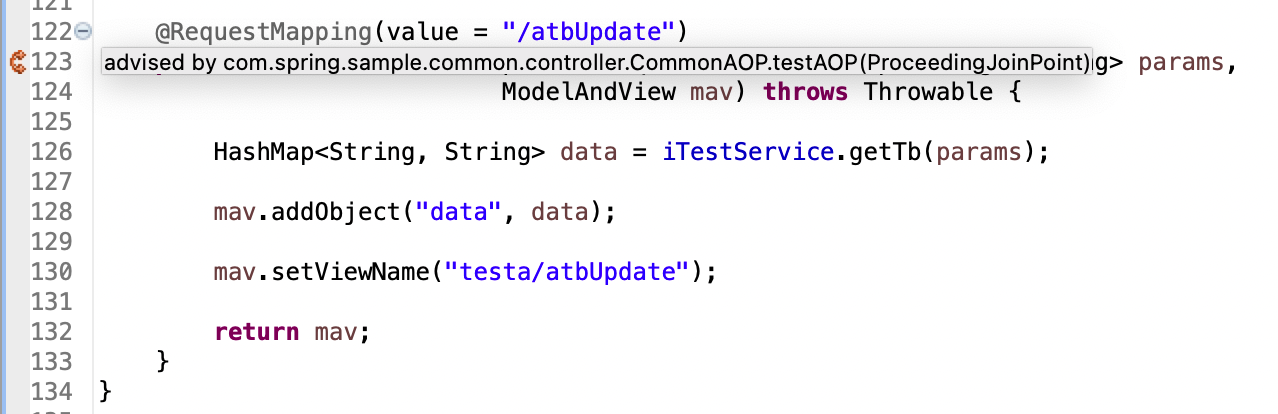 121
122 @RequestMapping(value = "/atbUpdate")
123 advised by com.spring.sample.common.controller.CommonAOP.testAOP(ProceedingJoinPoint) g> params,
124 ModelAndView mav) throws Throwable {
125
126 HashMap<String, String> data = iTestService.getTb(params);
127
128 mav.addObject("data", data);
129
130 mav.setViewName("testa/atbUpdate");
131
132 return mav;
133 }
134 }